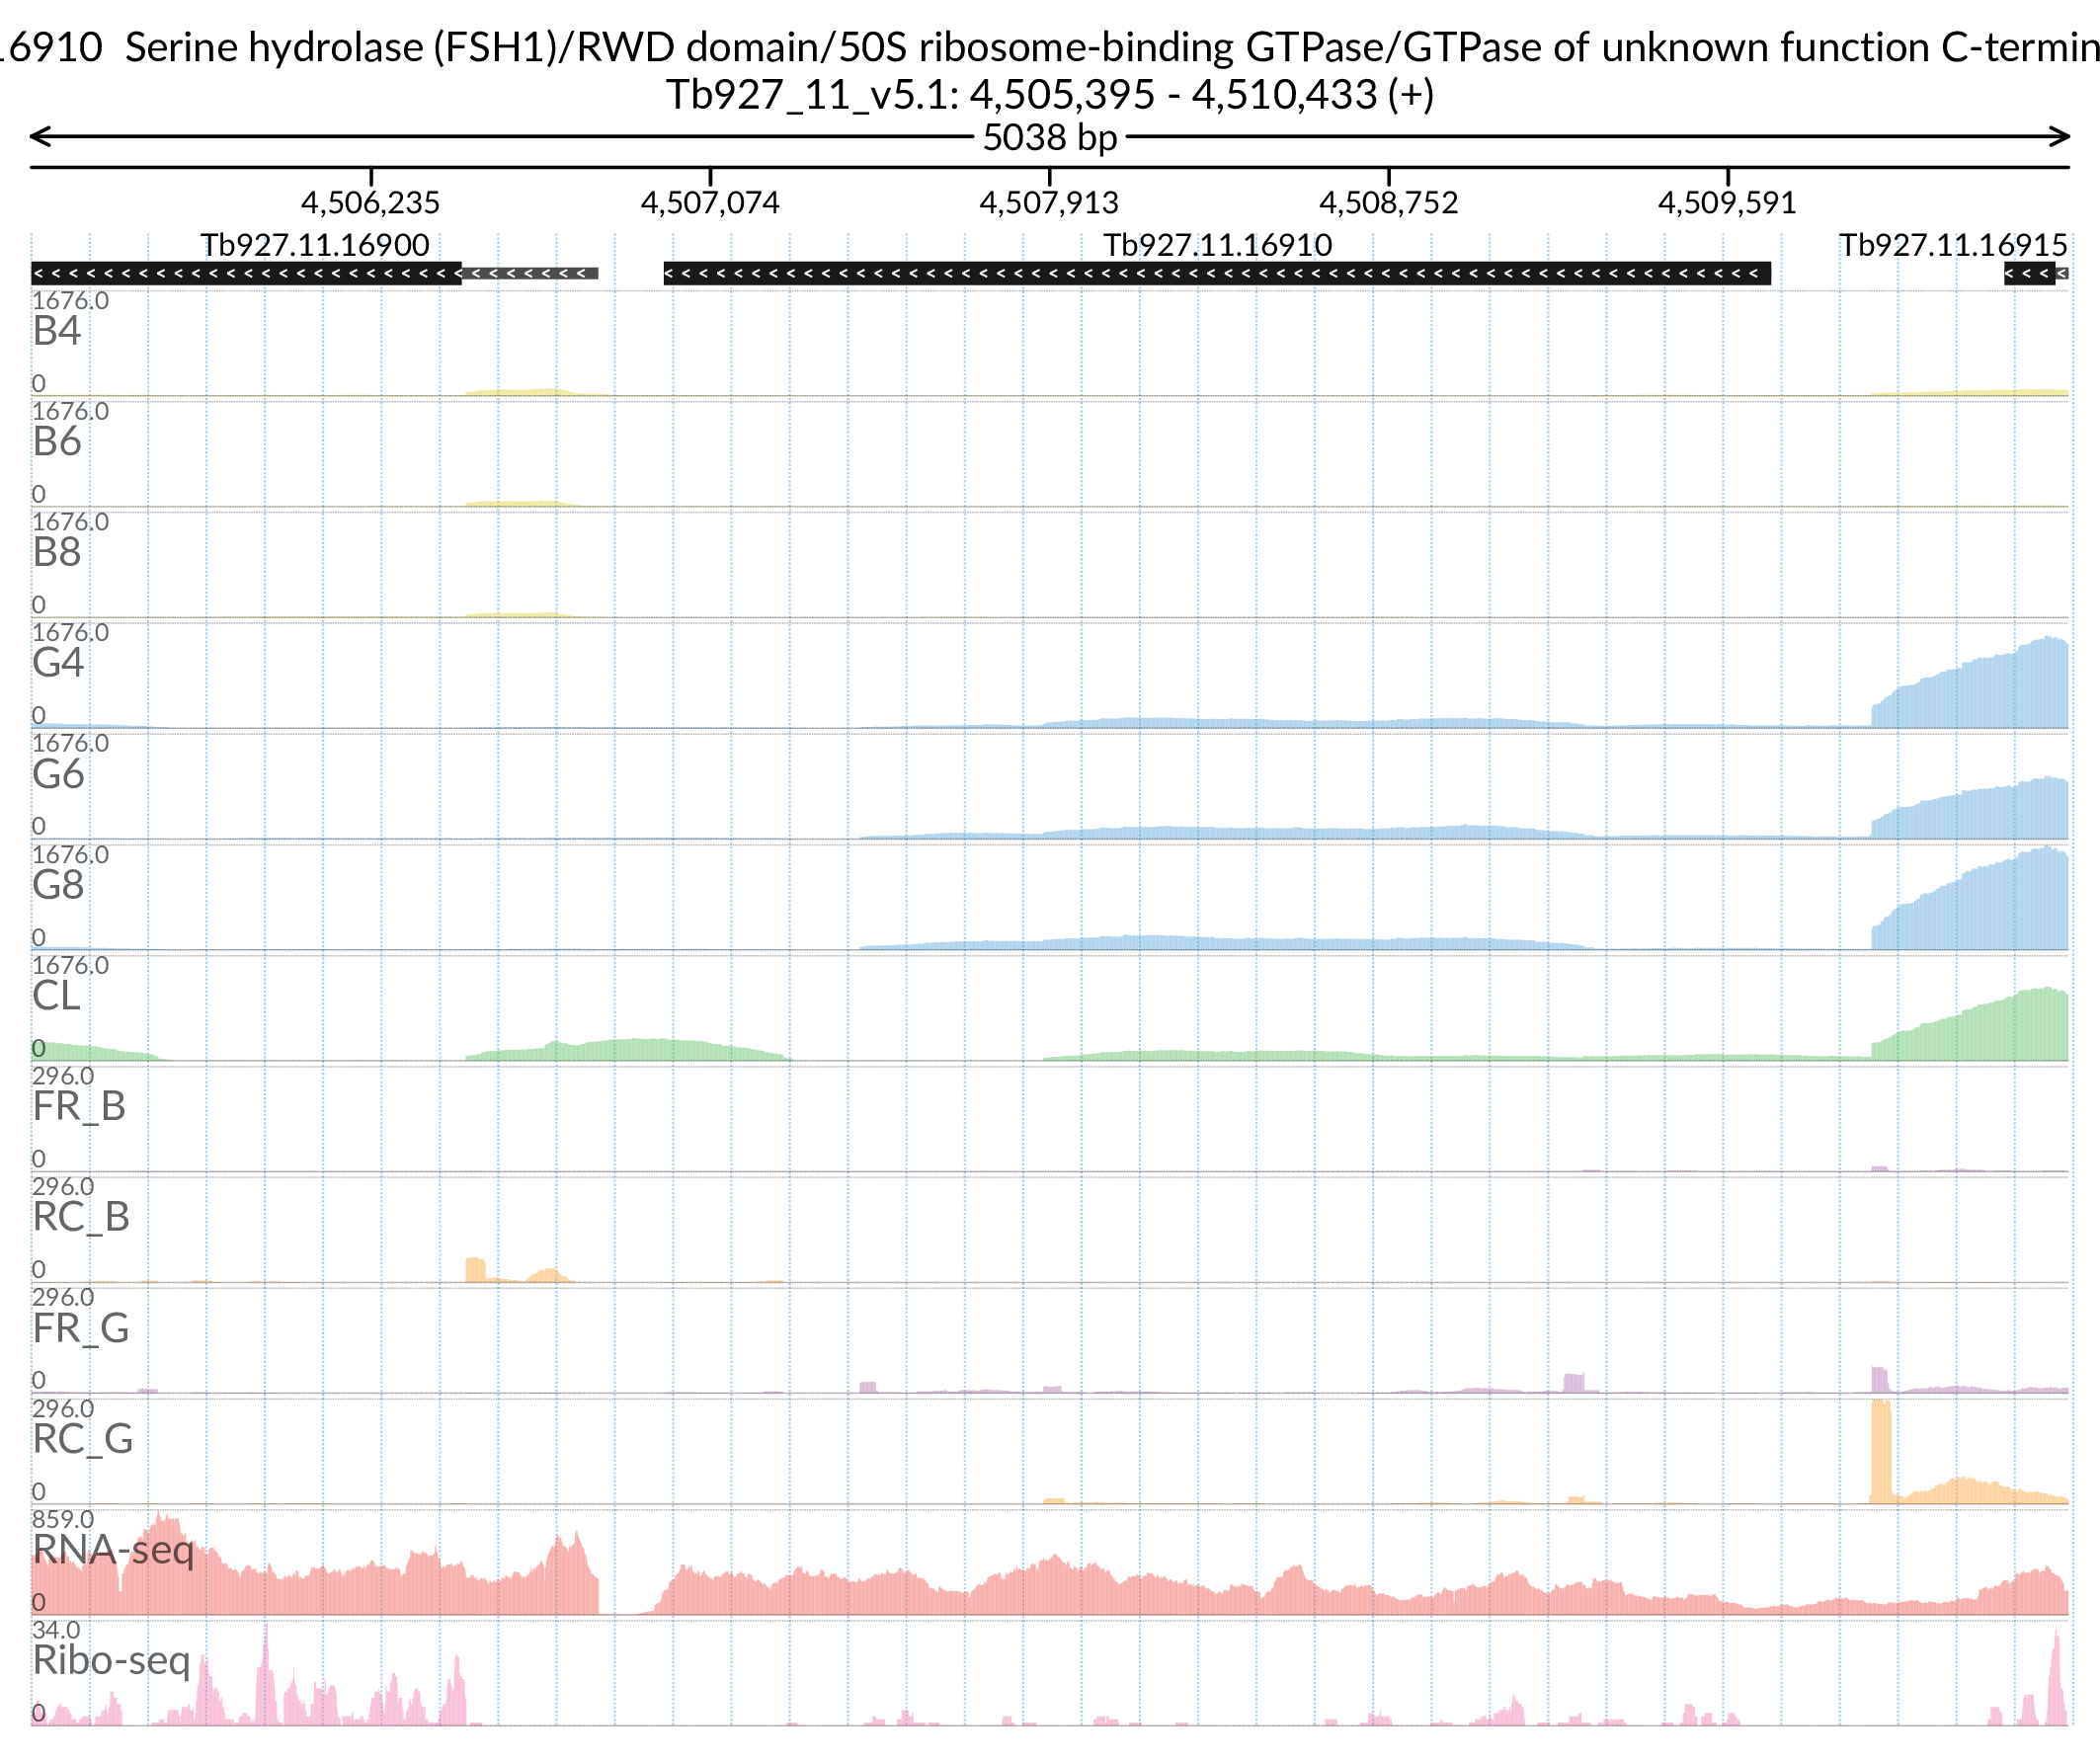 .16910 Serine hydrolase (FSH1)/RWD domain/50S ribosome-binding GTPase/GTPase of unknown function C-termin
Tb927_11_v5.1: 4,505,395 - 4,510,433 (+)
5038 bp
4,506,235 4,507,074 4,507,913 4,508,752 4,509,591
Tb927.11.16900 Tb927.11.16910 Tb927.11.16915
1676.0
B4
0
1676.0
B6
0
1676.0
B8
0
1676.0
G4
0
1676.0
G6
0
1676.0
G8
0
1676.0
CL
0
296.0
FR_B
0
296.0
RC_B
0
296.0
FR_G
0
296.0
RC_G
0
859.0
RNA-seq
0
34.0
Ribo-seq
0